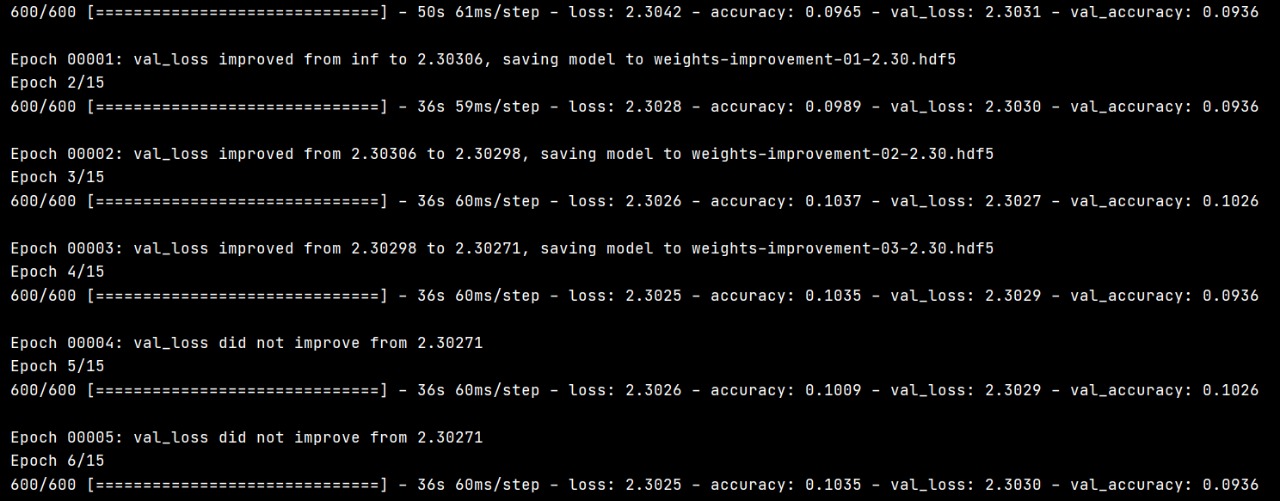 600/600 [==============================] - 50s 61ms/step - loss: 2.3042 - accuracy: 0.0965 - val_loss: 2.3031 - val_accuracy: 0.0936
Epoch 00001: val_loss improved from inf to 2.30306, saving model to weights-improvement-01-2.30.hdf5
Epoch 2/15
600/600 [==============================] - 36s 59ms/step - loss: 2.3028 - accuracy: 0.0989 - val_loss: 2.3030 - val_accuracy: 0.0936
Epoch 00002: val_loss improved from 2.30306 to 2.30298, saving model to weights-improvement-02-2.30.hdf5
Epoch 3/15
600/600 [==============================] - 36s 60ms/step - loss: 2.3026 - accuracy: 0.1037 - val_loss: 2.3027 - val_accuracy: 0.1026
Epoch 00003: val_loss improved from 2.30298 to 2.30271, saving model to weights-improvement-03-2.30.hdf5
Epoch 4/15
600/600 [==============================] - 36s 60ms/step - loss: 2.3025 - accuracy: 0.1035 - val_loss: 2.3029 - val_accuracy: 0.0936
Epoch 00004: val_loss did not improve from 2.30271
Epoch 5/15
600/600 [==============================] - 36s 60ms/step - loss: 2.3026 - accuracy: 0.1009 - val_loss: 2.3029 - val_accuracy: 0.1026
Epoch 00005: val_loss did not improve from 2.30271
Epoch 6/15
600/600 [==============================] - 36s 60ms/step - loss: 2.3025 - accuracy: 0.1035 - val_loss: 2.3030 - val_accuracy: 0.0936